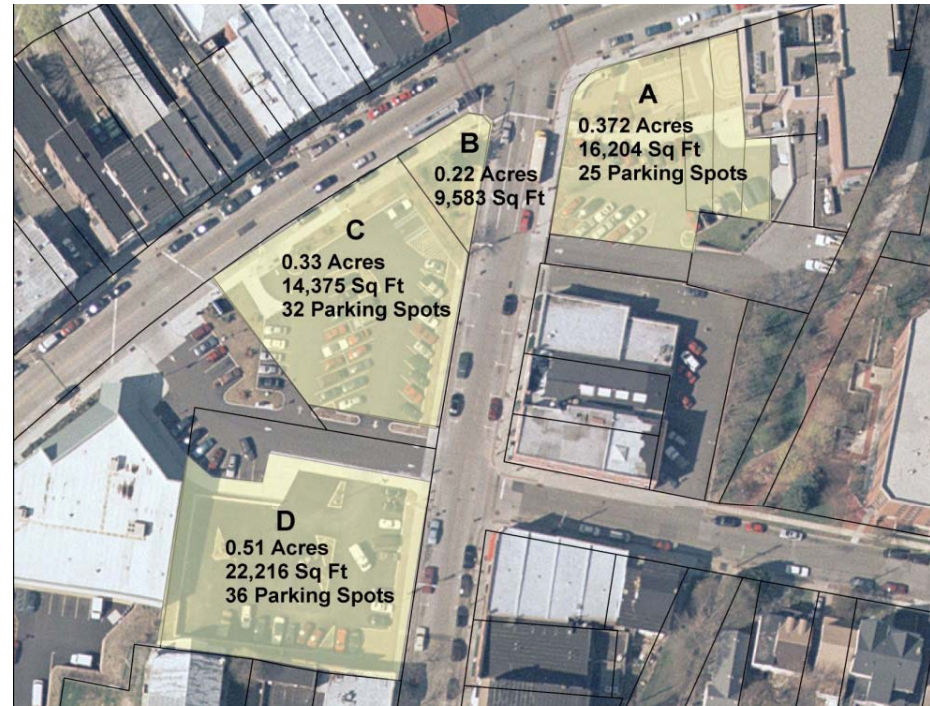 A
0.372 Acres
16,204 Sq Ft
25 Parking Spots
B
0.22 Acres
9,583 Sq Ft
C
0.33 Acres
14,375 Sq Ft
32 Parking Spots
D
0.51 Acres
22,216 Sq Ft
36 Parking Spots